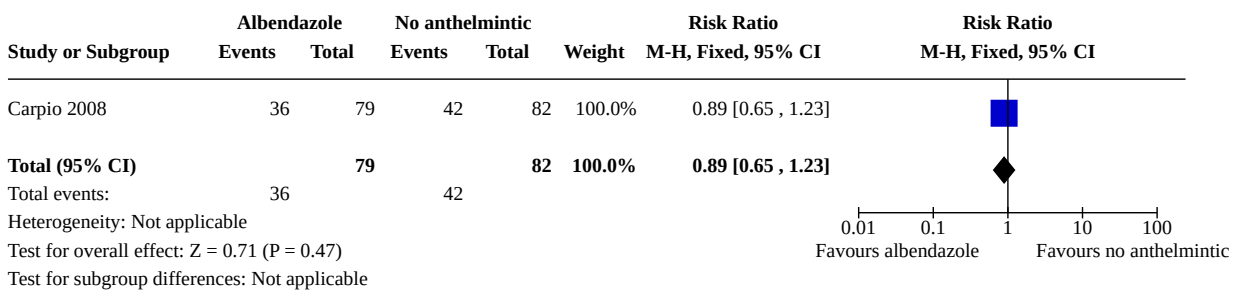 Albendazole No anthelmintic Risk Ratio Risk Ratio
Study or Subgroup Events Total Events Total Weight M-H, Fixed, 95% CI M-H, Fixed, 95% CI
Carpio 2008 36 79 42 82 100.0% 0.89 [0.65 , 1.23]
Total (95% CI) 79 82 100.0% 0.89 [0.65 , 1.23]
Total events: 36 42
Heterogeneity: Not applicable
0.01 0.1 1 10 100
Test for overall effect: Z = 0.71 (P = 0.47) Favours albendazole Favours no anthelmintic
Test for subgroup differences: Not applicable